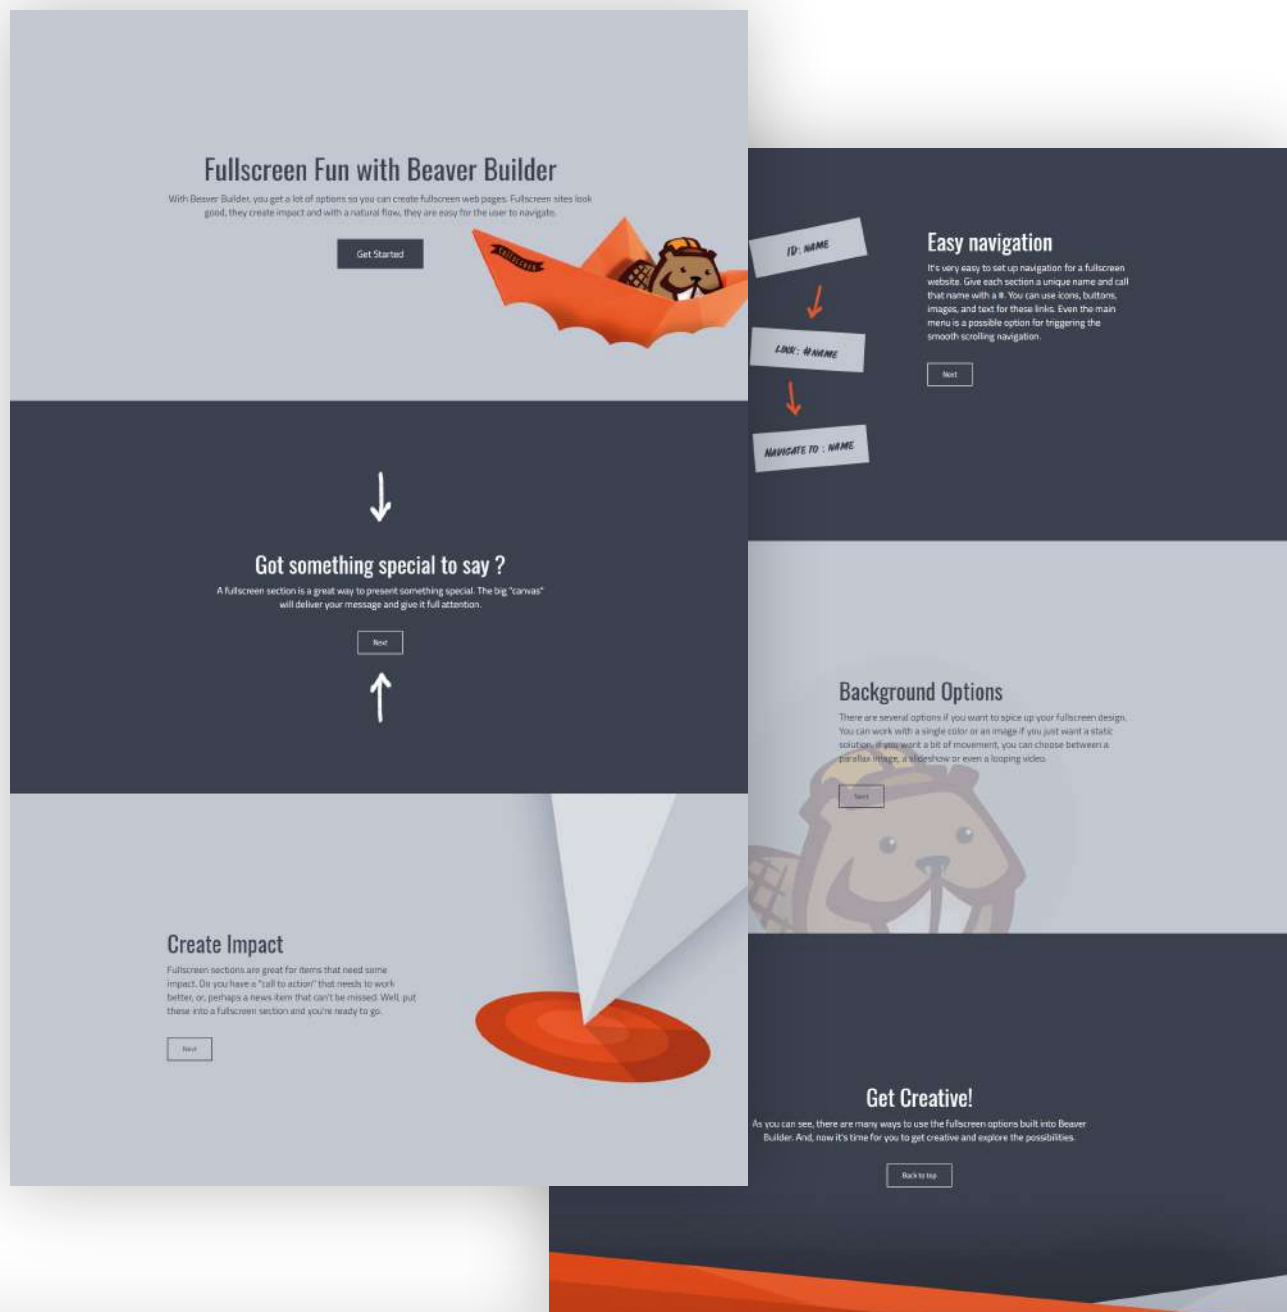 Fullscreen Fun with Beaver Builder
With Beaver Builder, you get a lot of options so you can create fullscreen web pages. Fullscreen sites look
good, they create impact and with a natural flow, they are easy for the user to navigate.
Get Started
FULLSCREEN
Got something special to say ?
A fullscreen section is a great way to present something special. The big "canvas"
will deliver your message and give it full attention.
Next
Create Impact
Fullscreen sections are great for items that need some
impact. Do you have a "call to action" that needs to work
better, or, perhaps a news item that can't be missed. Well, put
these into a fullscreen section and you're ready to go.
Next
ID: NAME
LINK: #NAME
NAVIGATE TO : NAME
Easy navigation
It's very easy to set up navigation for a fullscreen
website. Give each section a unique name and call
that name with a #. You can use icons, buttons,
images, and text for these links. Even the main
menu is a possible option for triggering the
smooth scrolling navigation.
Next
Background Options
There are several options if you want to spice up your fullscreen design.
You can work with a single color or an image if you just want a static
solution, if you want a bit of movement, you can choose between a
parallax image, a slideshow or even a looping video.
Next
Get Creative!
As you can see, there are many ways to use the fullscreen options built into Beaver
Builder. And, now it's time for you to get creative and explore the possibilities.
Back to top